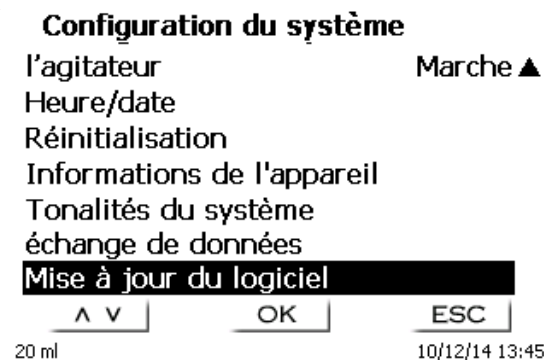 Configuration du système
l'agitateur Marche ▲
Heure/date
Réinitialisation
Informations de l'appareil
Tonalités du système
échange de données
Mise à jour du logiciel
∧ ∨ OK ESC
20 ml 10/12/14 13:45